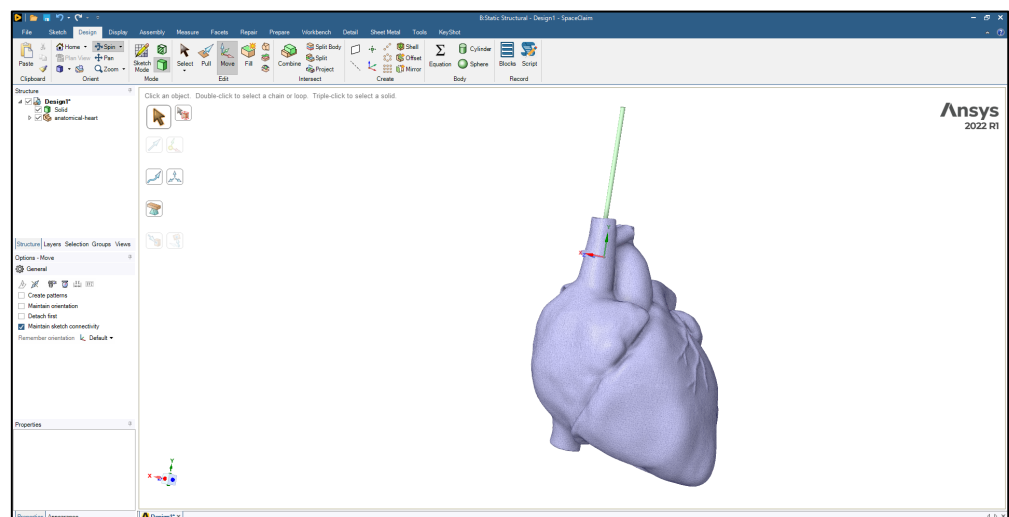 B:Static Structural - Design1 - SpaceClaim
File Sketch Design Display Assembly Measure Facets Repair Prepare Workbench Detail Sheet Metal Tools KeyShot
Home Spin
Plan View Pan
Zoom
Paste
Sketch Mode
Select Pull Move Fill
Combine
Split Body
Split
Project
Shell
Offset
Mirror
Equation
Cylinder
Sphere
Blocks Script
Clipboard Orient Mode Edit Intersect Create Body Record
Structure
Design1*
Solid
anatomical-heart
Click an object. Double-click to select a chain or loop. Triple-click to select a solid.
Ansys
2022 R1
Structure Layers Selection Groups Views
Options - Move
General
Create patterns
Maintain orientation
Detach first
Maintain sketch connectivity
Remember orientation Default
Properties
Y
X
Y
X
Properties Appearance
Design1* x